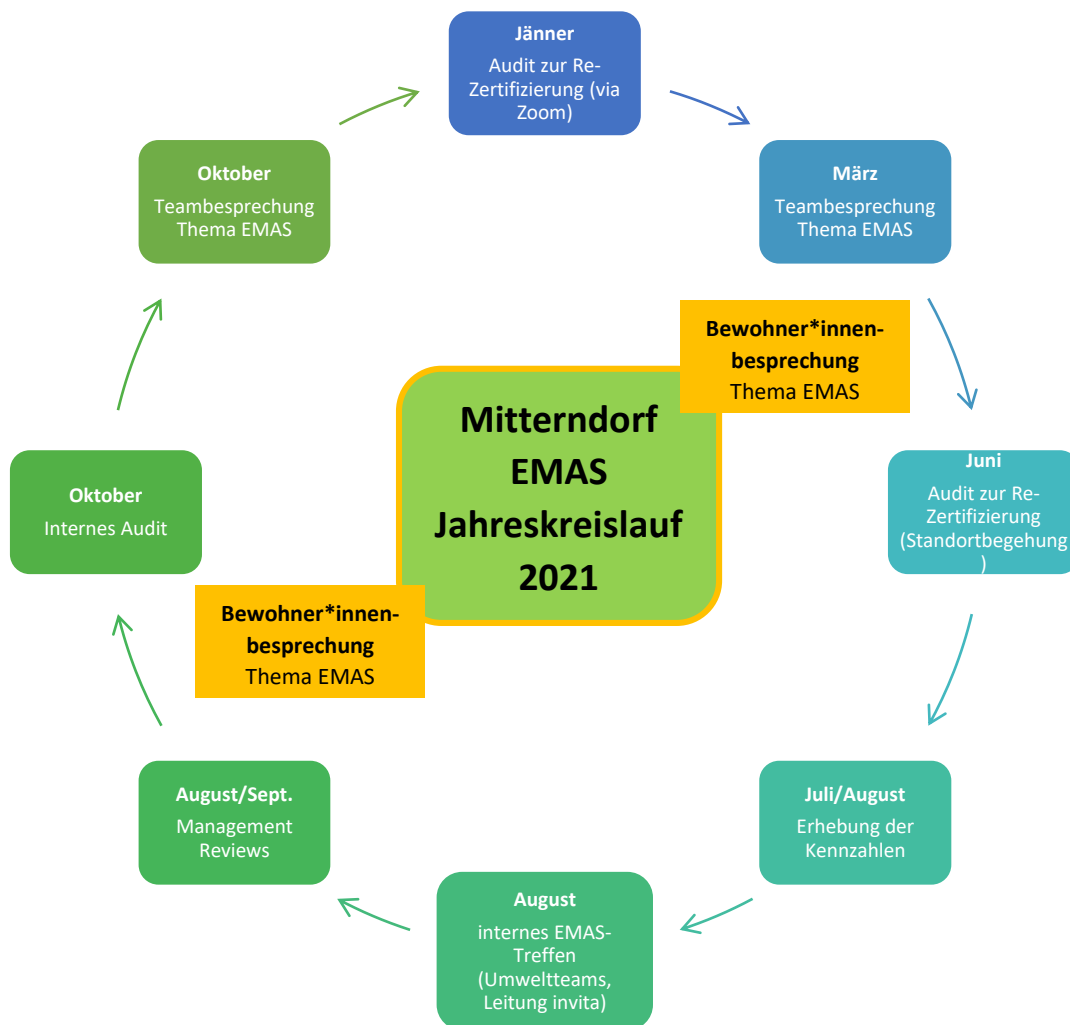 Jänner
Audit zur Re-
Zertifizierung (via
Zoom)
März
Teambesprechung
Thema EMAS
Bewohner*innen-
besprechung
Thema EMAS
Juni
Audit zur Re-
Zertifizierung
(Standortbegehung
)
Juli/August
Erhebung der
Kennzahlen
August
internes EMAS-
Treffen
(Umweltteams,
Leitung invita)
August/Sept.
Management
Reviews
Bewohner*innen-
besprechung
Thema EMAS
Oktober
Internes Audit
Oktober
Teambesprechung
Thema EMAS
Mitterndorf
EMAS
Jahreskreislauf
2021